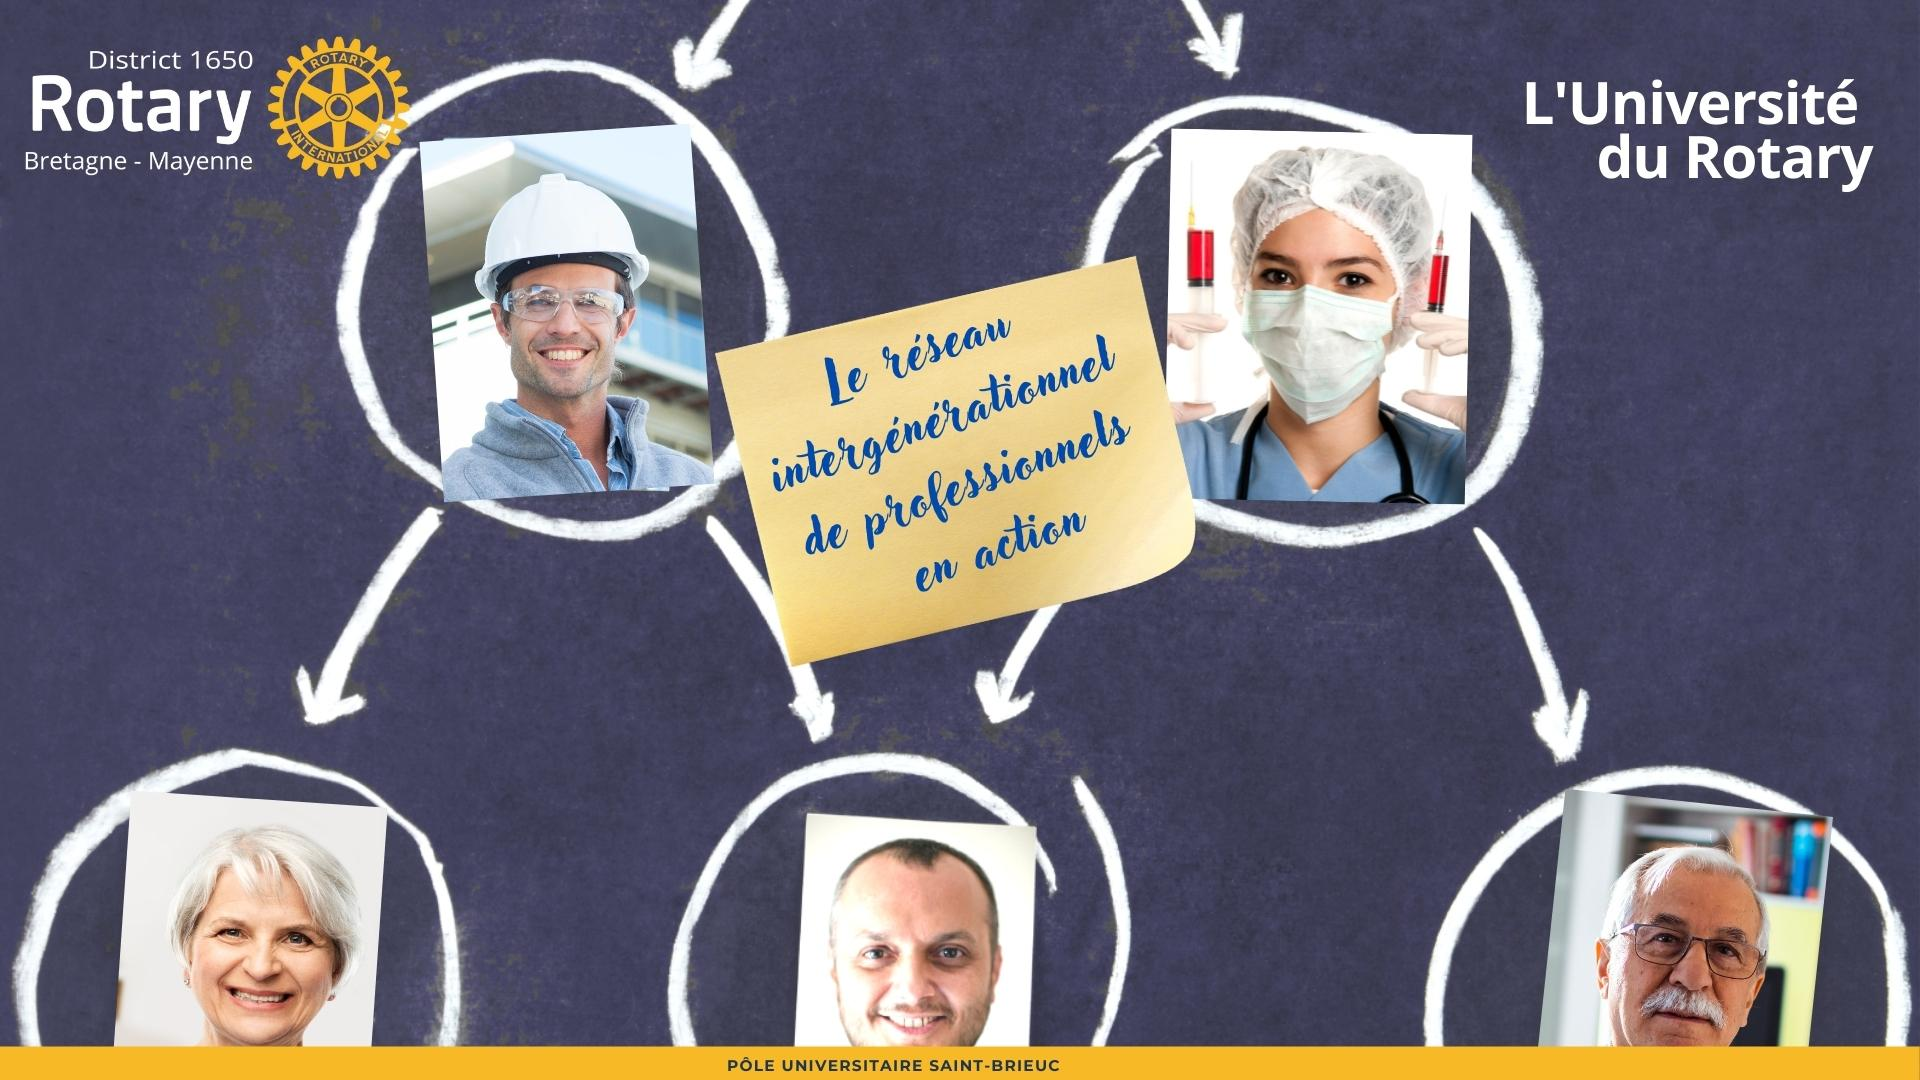 District 1650
Rotary
Bretagne - Mayenne
ROTARY
INTERNATIONAL
L'Université
du Rotary
Le réseau
intergénérationnel
de professionnels
en action
PÔLE UNIVERSITAIRE SAINT-BRIEUC